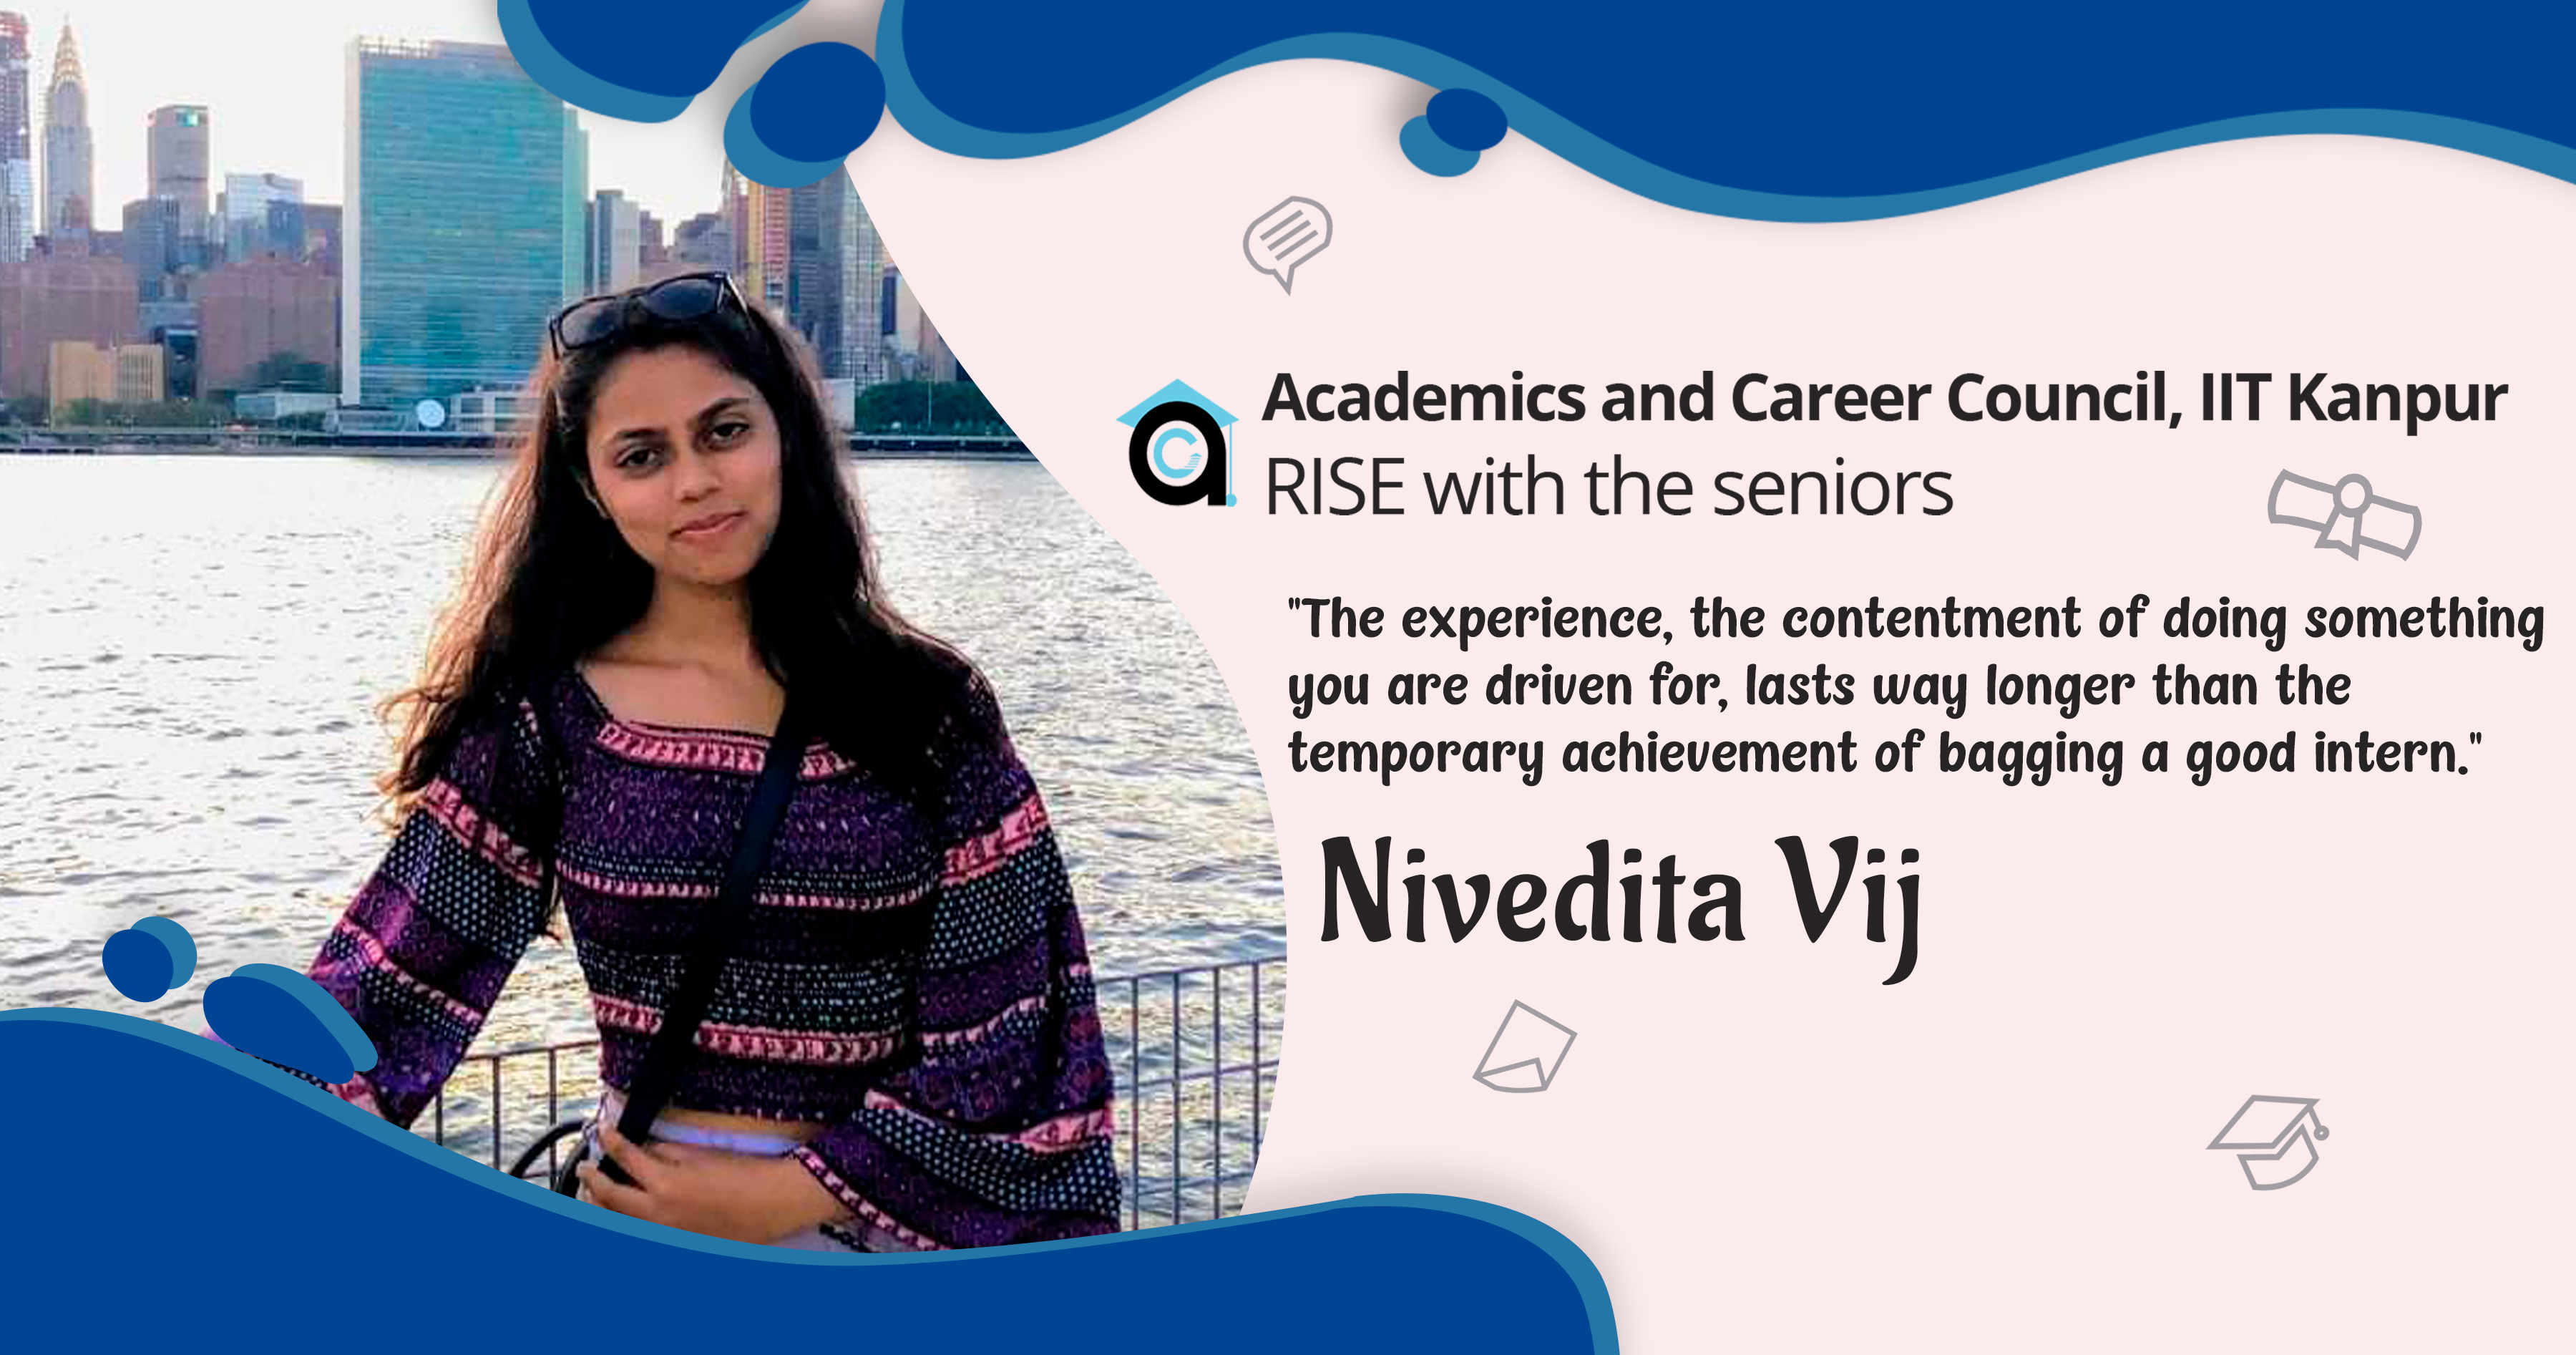 Academics and Career Council, IIT Kanpur
RISE with the seniors
"The experience, the contentment of doing something
you are driven for, lasts way longer than the
temporary achievement of bagging a good intern."
Nivedita Vij